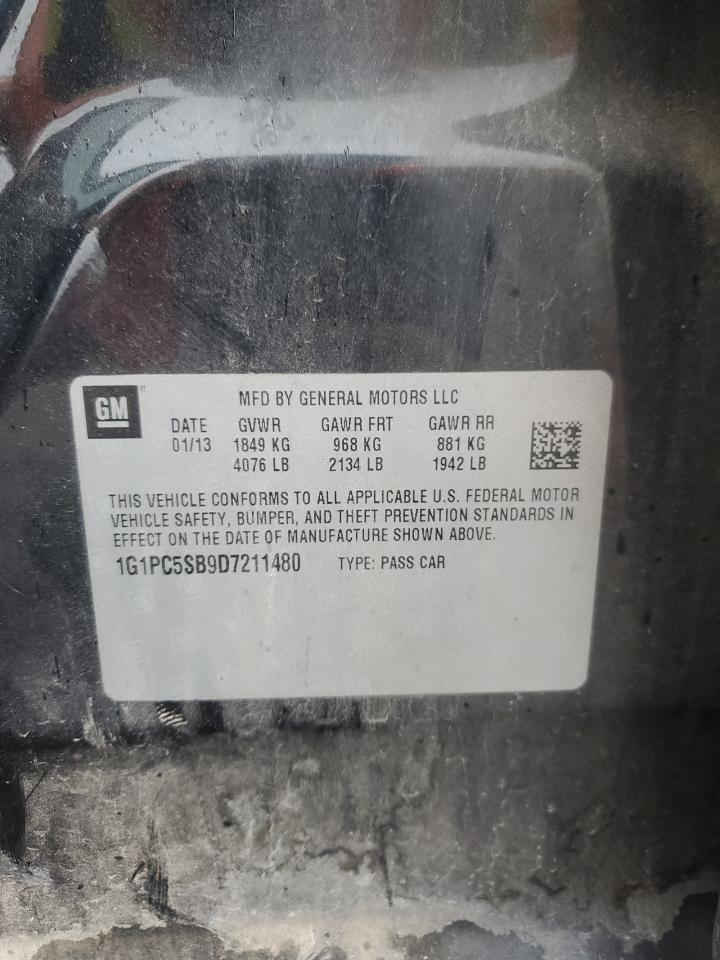 GM
MFD BY GENERAL MOTORS LLC
DATE GVWR GAWR FRT GAWR RR
01/13 1849 KG 968 KG 881 KG
4076 LB 2134 LB 1942 LB
THIS VEHICLE CONFORMS TO ALL APPLICABLE U.S. FEDERAL MOTOR
VEHICLE SAFETY, BUMPER, AND THEFT PREVENTION STANDARDS IN
EFFECT ON THE DATE OF MANUFACTURE SHOWN ABOVE.
1G1PC5SB9D7211480 TYPE: PASS CAR